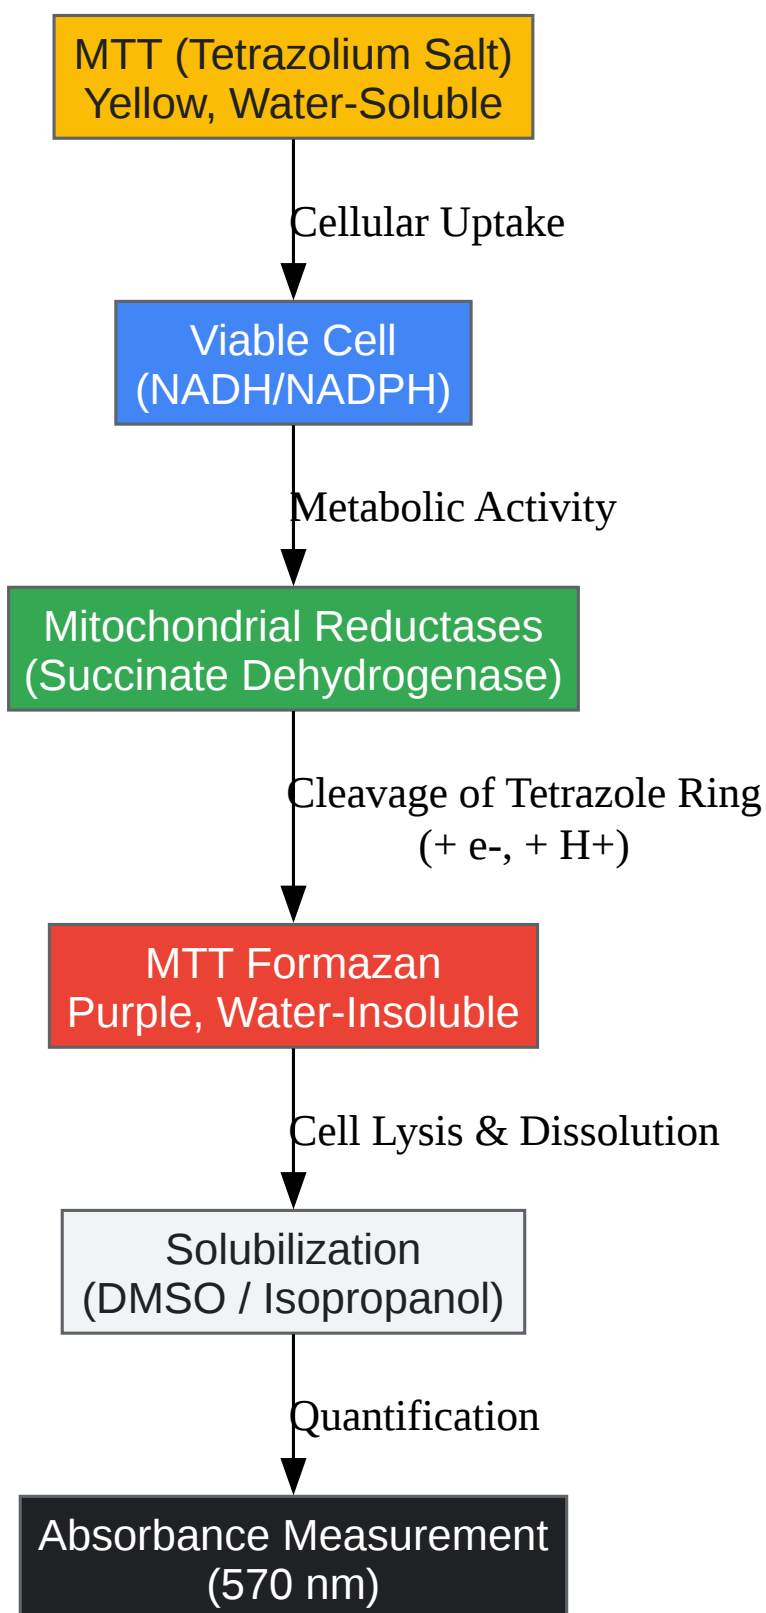 MTT (Tetrazolium Salt)
Yellow, Water-Soluble
Cellular Uptake
Viable Cell
(NADH/NADPH)
Metabolic Activity
Mitochondrial Reductases
(Succinate Dehydrogenase)
Cleavage of Tetrazole Ring
(+ e-, + H+)
MTT Formazan
Purple, Water-Insoluble
Cell Lysis & Dissolution
Solubilization
(DMSO / Isopropanol)
Quantification
Absorbance Measurement
(570 nm)